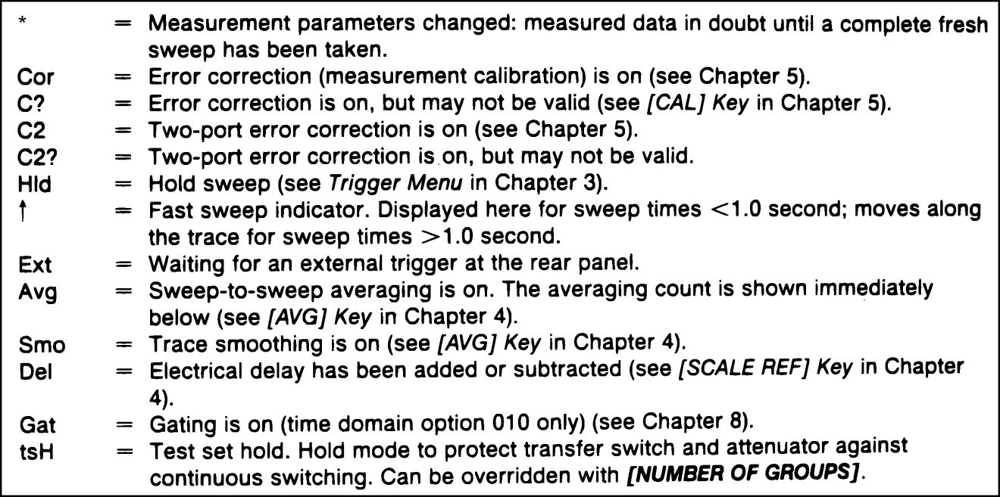 * = Measurement parameters changed: measured data in doubt until a complete fresh
sweep has been taken.
Cor = Error correction (measurement calibration) is on (see Chapter 5).
C? = Error correction is on, but may not be valid (see [CAL] Key in Chapter 5).
C2 = Two-port error correction is on (see Chapter 5).
C2? = Two-port error correction is on, but may not be valid.
Hld = Hold sweep (see Trigger Menu in Chapter 3).
↑ = Fast sweep indicator. Displayed here for sweep times <1.0 second; moves along
the trace for sweep times >1.0 second.
Ext = Waiting for an external trigger at the rear panel.
Avg = Sweep-to-sweep averaging is on. The averaging count is shown immediately
below (see [AVG] Key in Chapter 4).
Smo = Trace smoothing is on (see [AVG] Key in Chapter 4).
Del = Electrical delay has been added or subtracted (see [SCALE REF] Key in Chapter
4).
Gat = Gating is on (time domain option 010 only) (see Chapter 8).
tsH = Test set hold. Hold mode to protect transfer switch and attenuator against
continuous switching. Can be overridden with [NUMBER OF GROUPS].